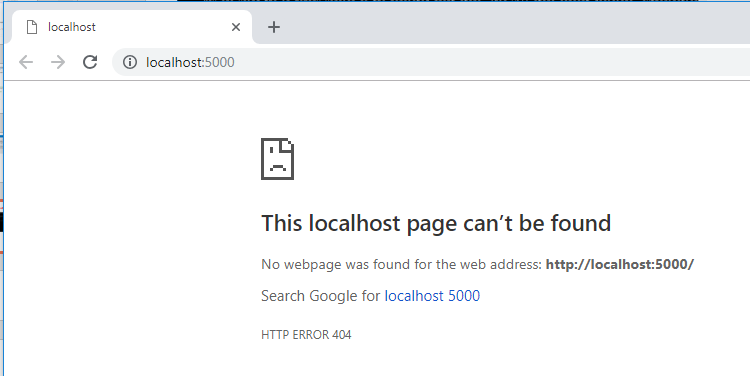 localhost
localhost:5000
This localhost page can’t be found
No webpage was found for the web address: http://localhost:5000/
Search Google for localhost 5000
HTTP ERROR 404